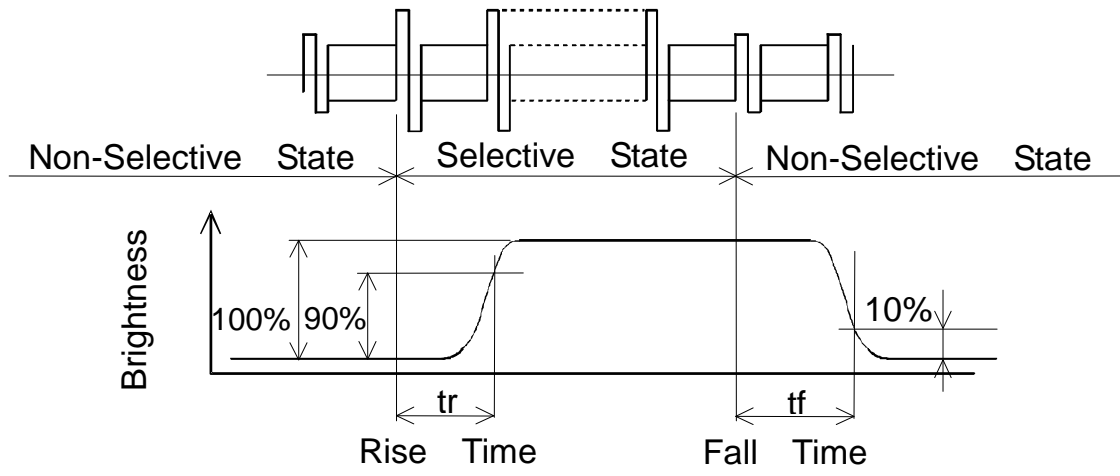 Non-Selective State Selective State Non-Selective State
Brightness
100% 90% 10%
tr tf
Rise Time Fall Time